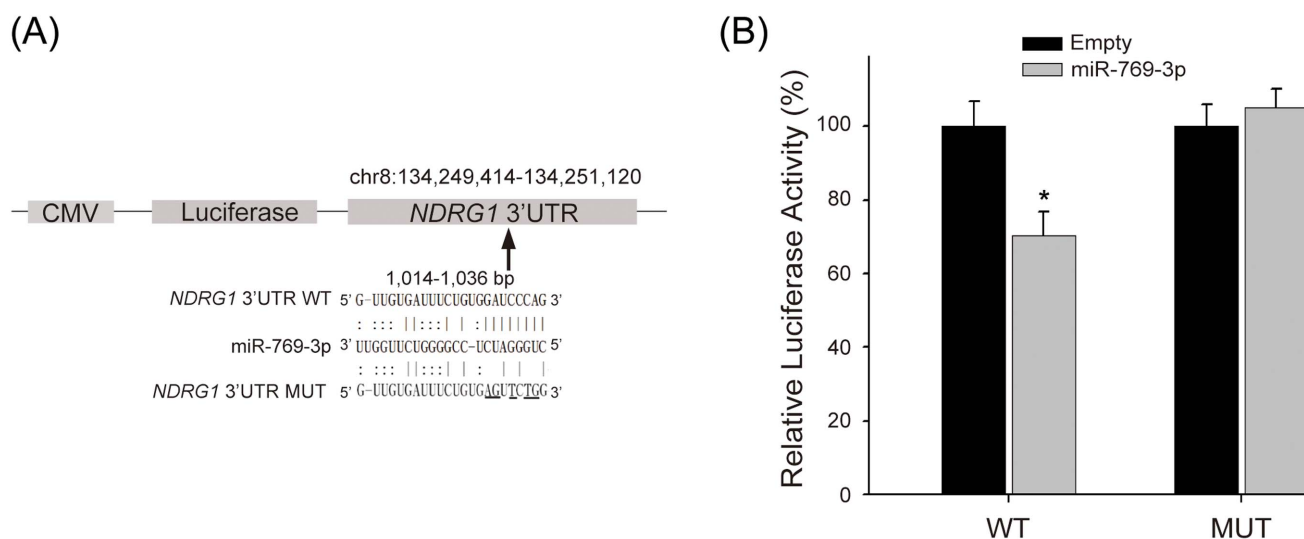 (A)
chr8:134,249,414-134,251,120
CMV Luciferase NDRG1 3'UTR
1,014-1,036 bp
NDRG1 3'UTR WT 5' G-UUGUGAUUUCUGUGGAUCCCAG 3'
miR-769-3p 3' UUGGUUCUGGGGCC-UCUAGGGUC 5'
NDRG1 3'UTR MUT 5' G-UUGUGAUUUCUGUGAGUTCTGG 3'
(B)
Empty
miR-769-3p
Relative Luciferase Activity (%)
100
80
60
40
20
0
*
WT MUT